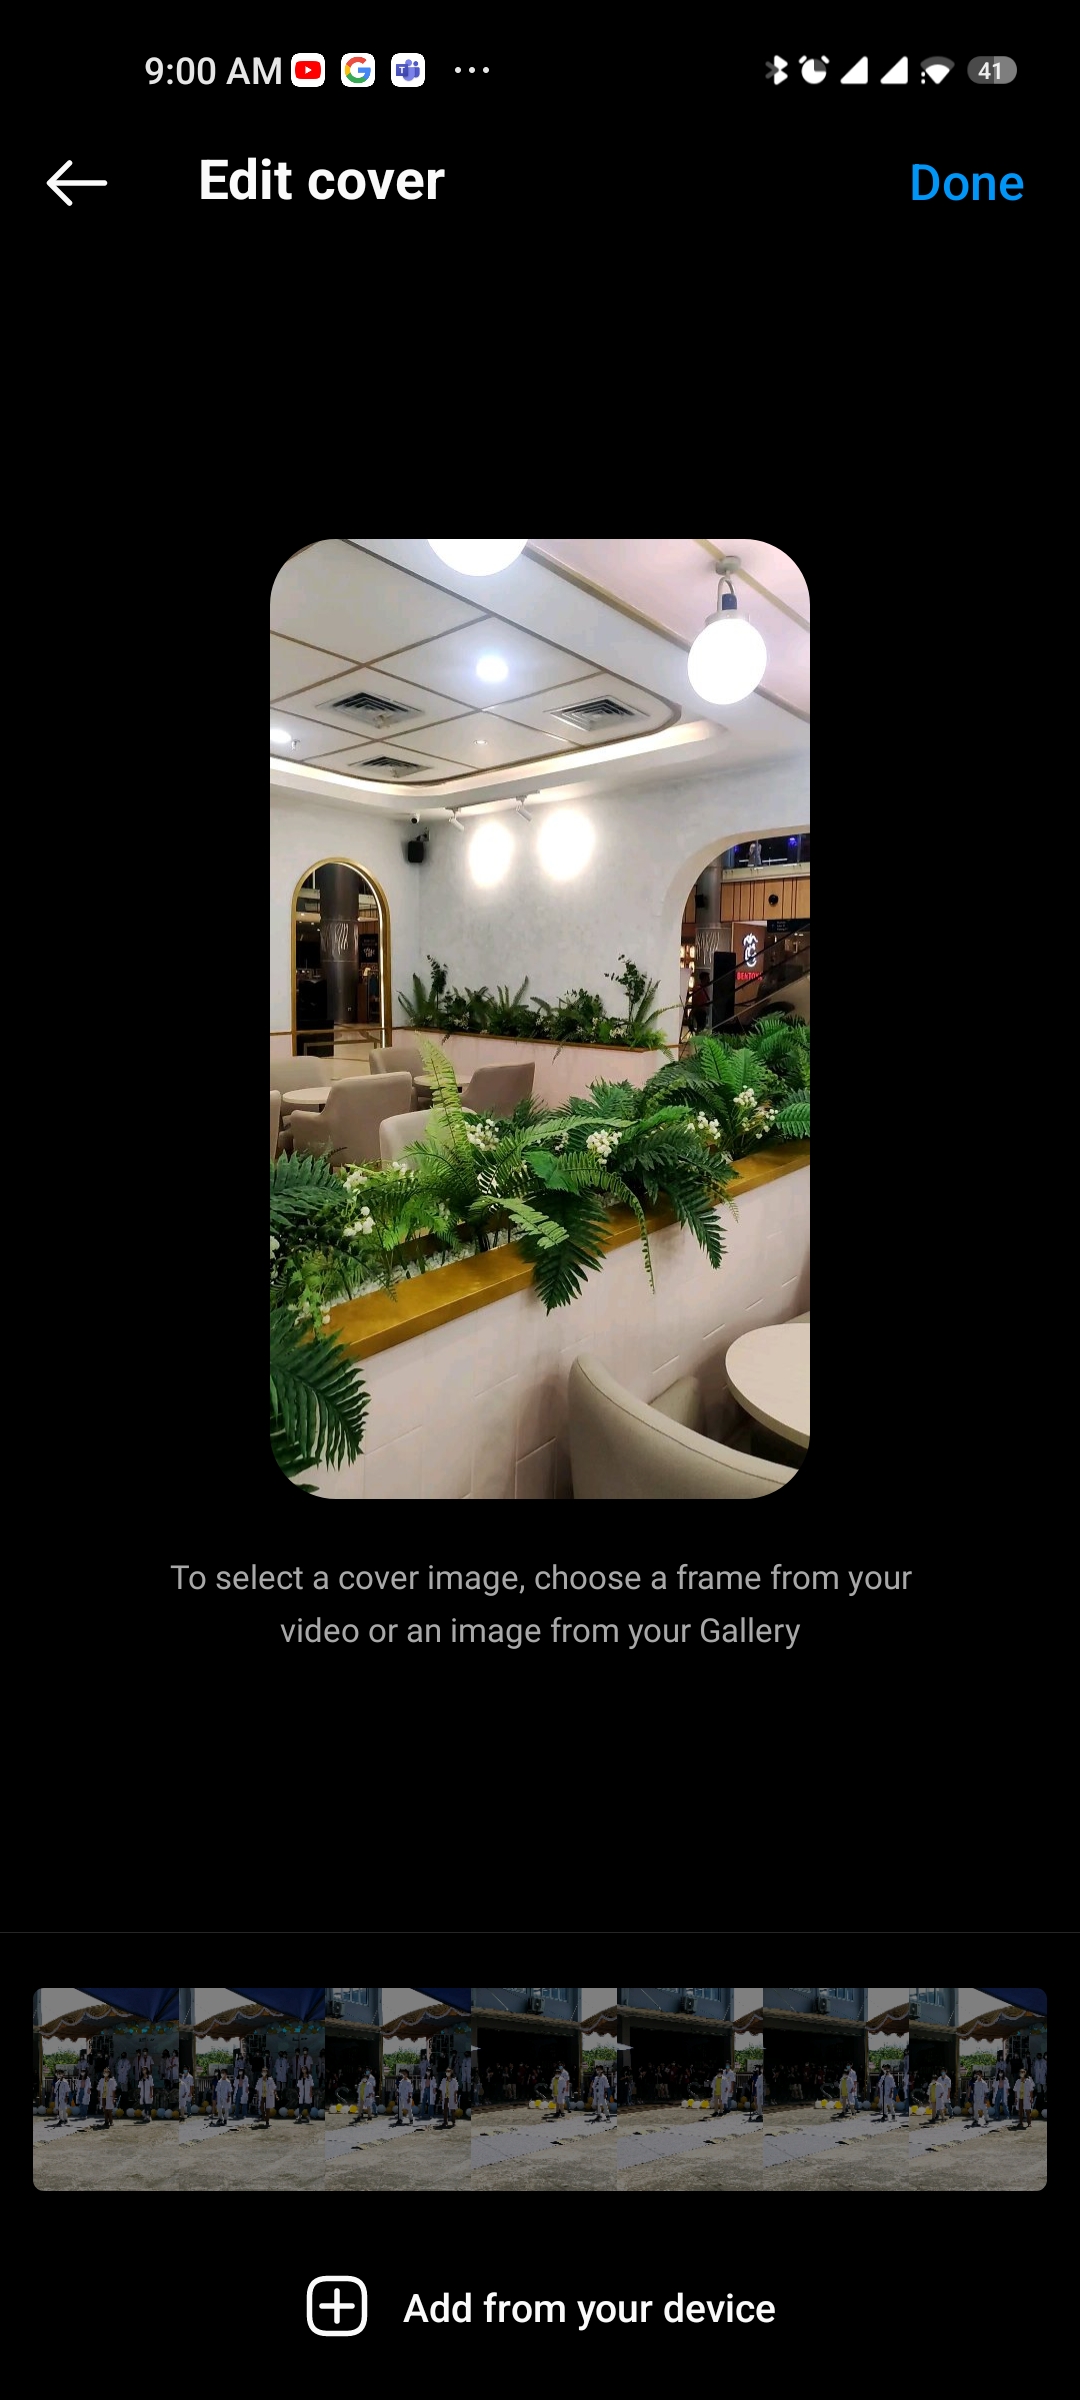 9:00 AM
41
Edit cover
Done
To select a cover image, choose a frame from your
video or an image from your Gallery
Add from your device